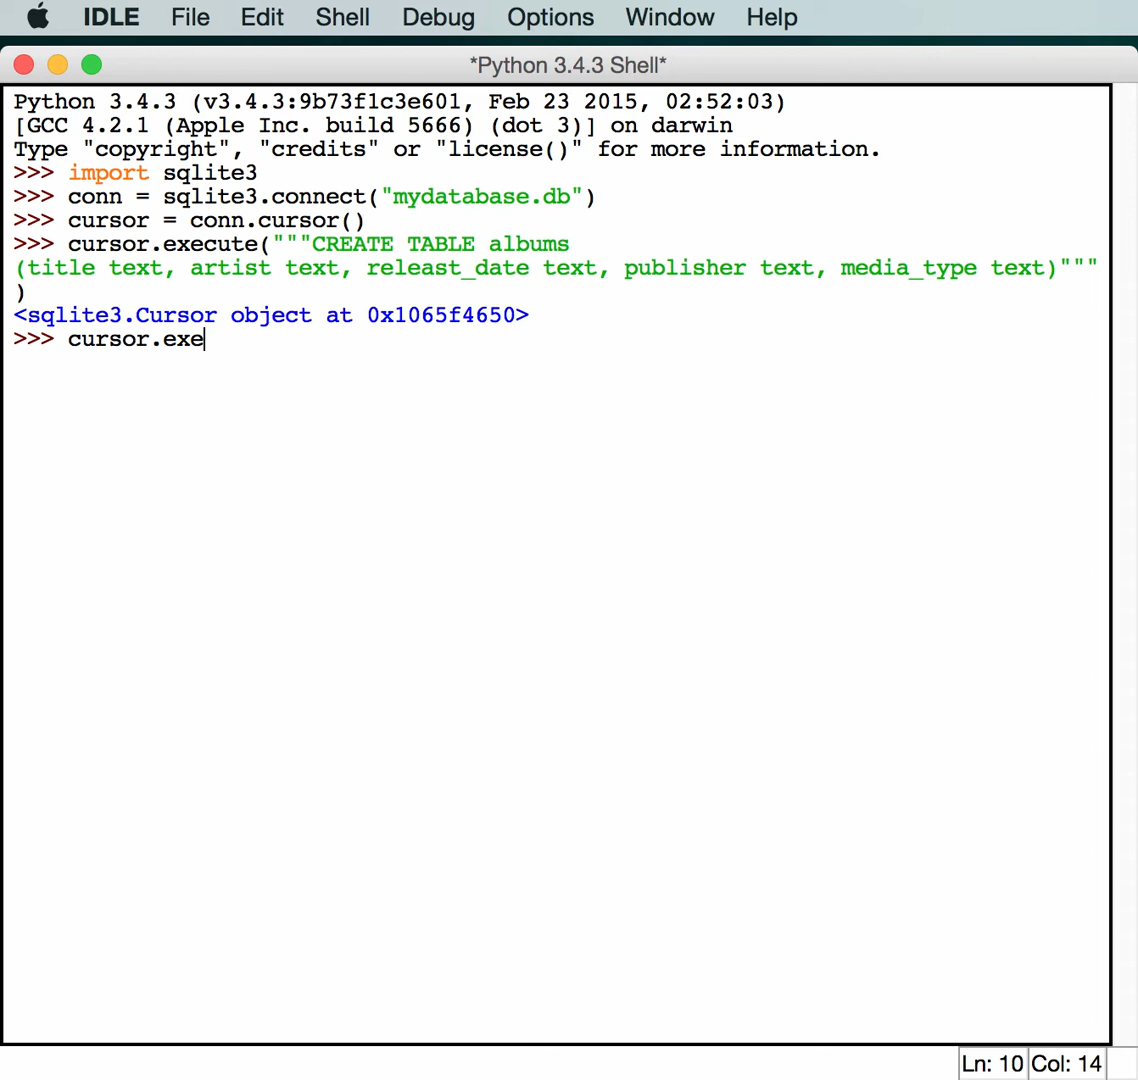 IDLE File Edit Shell Debug Options Window Help
*Python 3.4.3 Shell*
Python 3.4.3 (v3.4.3:9b73f1c3e601, Feb 23 2015, 02:52:03)
[GCC 4.2.1 (Apple Inc. build 5666) (dot 3)] on darwin
Type "copyright", "credits" or "license()" for more information.
>>> import sqlite3
>>> conn = sqlite3.connect("mydatabase.db")
>>> cursor = conn.cursor()
>>> cursor.execute("""CREATE TABLE albums
(title text, artist text, releast_date text, publisher text, media_type text)"""
)
<sqlite3.Cursor object at 0x1065f4650>
>>> cursor.exe
Ln: 10 Col: 14